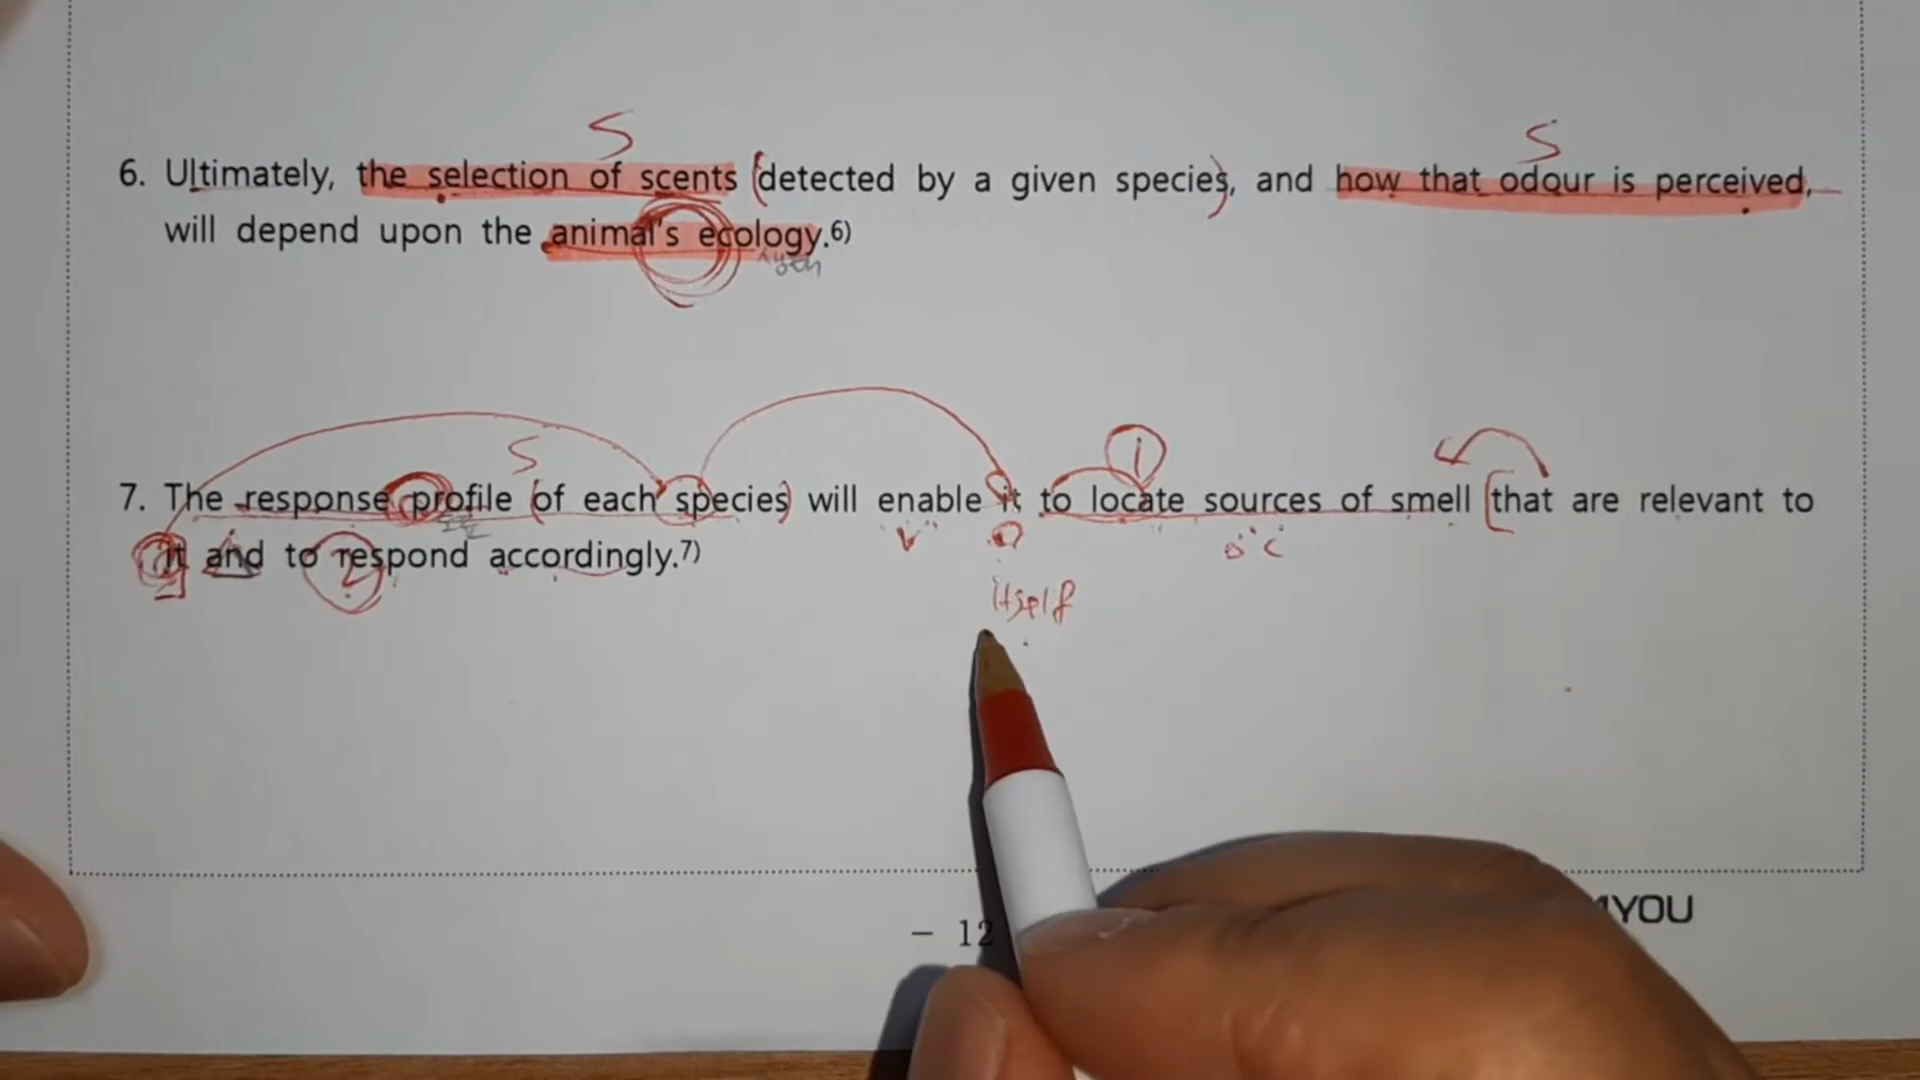 S S
6. Ultimately, the selection of scents (detected by a given species), and how that odour is perceived,
will depend upon the animal's ecology.6)
S 1
7. The response profile (of each species) will enable it to locate sources of smell [that are relevant to
v o o.c
it and to respond accordingly.7)
2
itself
- 12
YOU